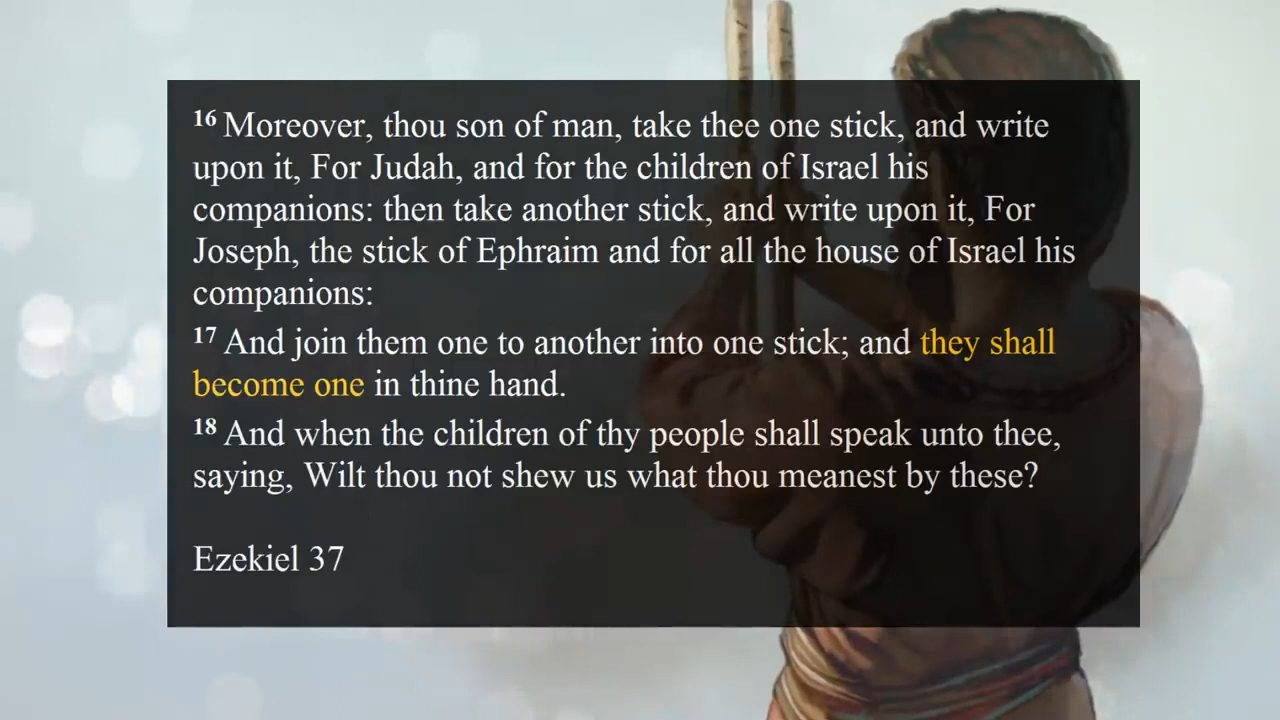 16 Moreover, thou son of man, take thee one stick, and write
upon it, For Judah, and for the children of Israel his
companions: then take another stick, and write upon it, For
Joseph, the stick of Ephraim and for all the house of Israel his
companions:
17 And join them one to another into one stick; and they shall
become one in thine hand.
18 And when the children of thy people shall speak unto thee,
saying, Wilt thou not shew us what thou meanest by these?
Ezekiel 37